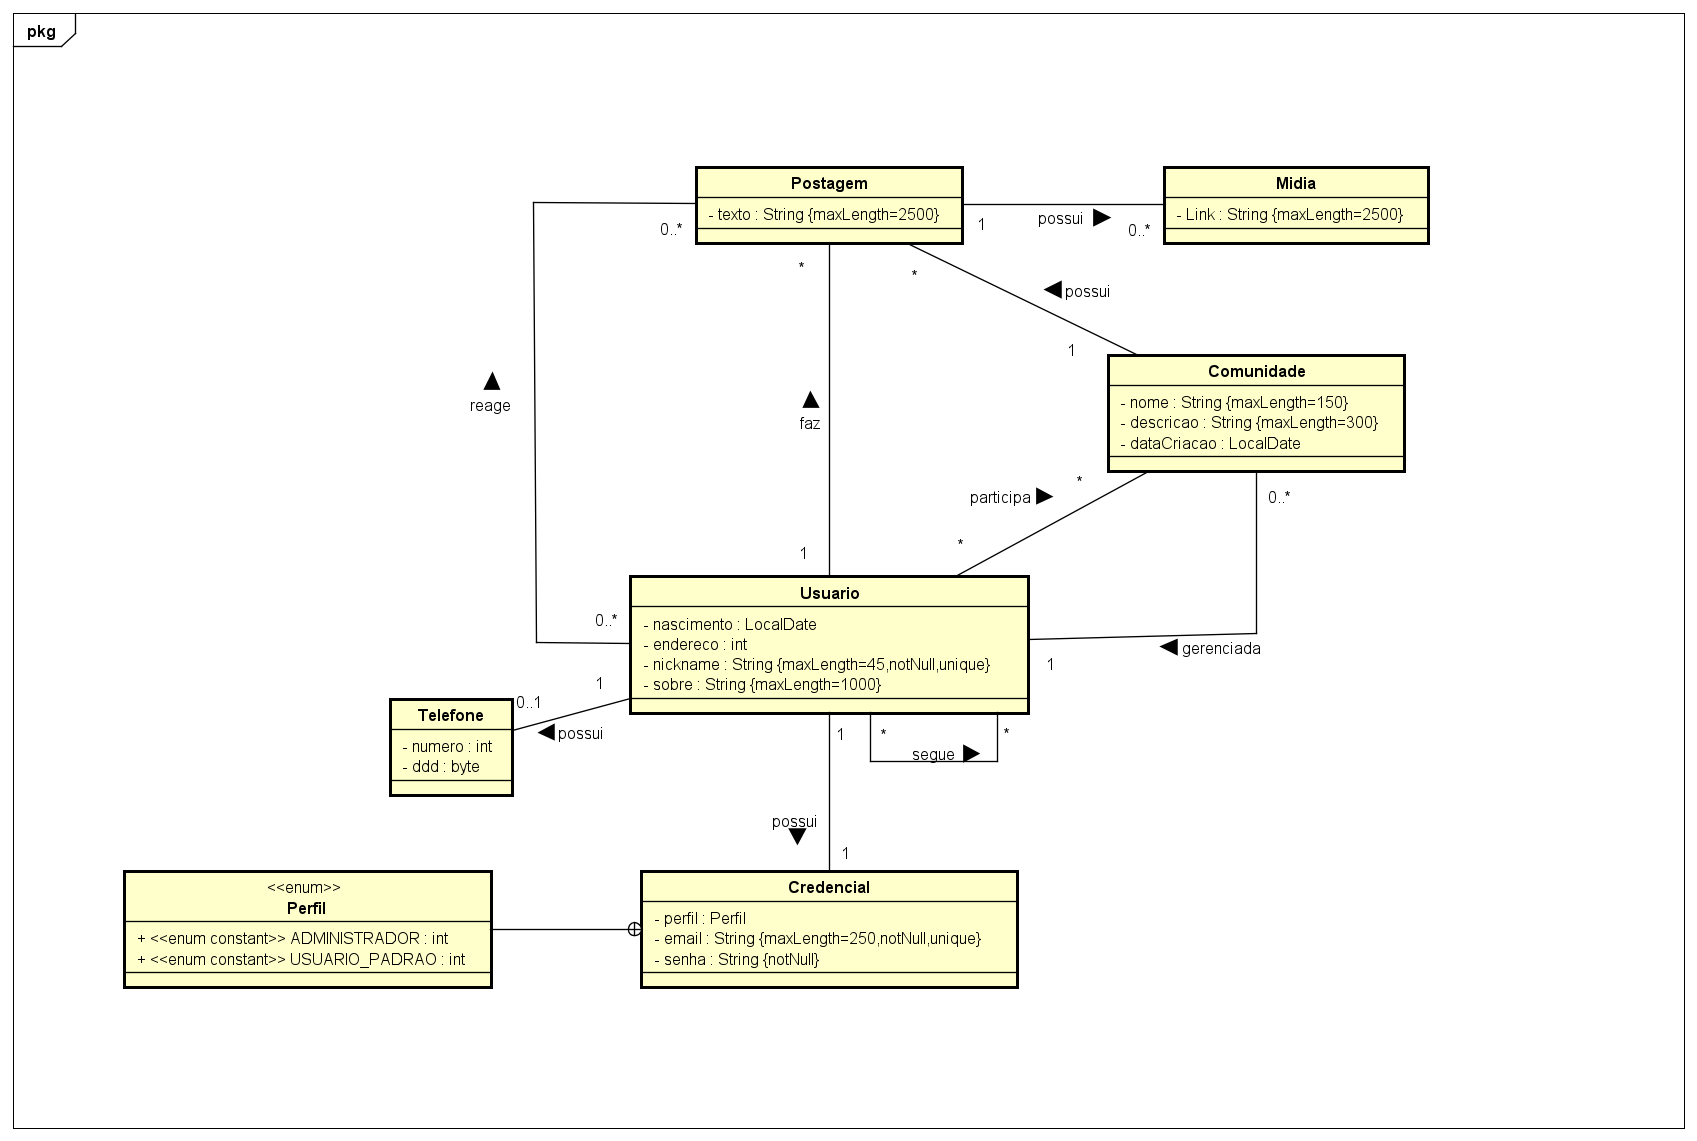 pkg
Postagem
- texto : String {maxLength=2500}
Midia
- Link : String {maxLength=2500}
0..*
1
possui
0..*
*
*
possui
1
Comunidade
- nome : String {maxLength=150}
- descricao : String {maxLength=300}
- dataCriacao : LocalDate
reage
faz
participa
*
0..*
*
1
Usuario
- nascimento : LocalDate
- endereco : int
- nickname : String {maxLength=45,notNull,unique}
- sobre : String {maxLength=1000}
0..*
gerenciada
1
1
0..1
possui
Telefone
- numero : int
- ddd : byte
1
*
*
segue
possui
1
<<enum>>
Perfil
+ <<enum constant>> ADMINISTRADOR : int
+ <<enum constant>> USUARIO_PADRAO : int
Credencial
- perfil : Perfil
- email : String {maxLength=250,notNull,unique}
- senha : String {notNull}